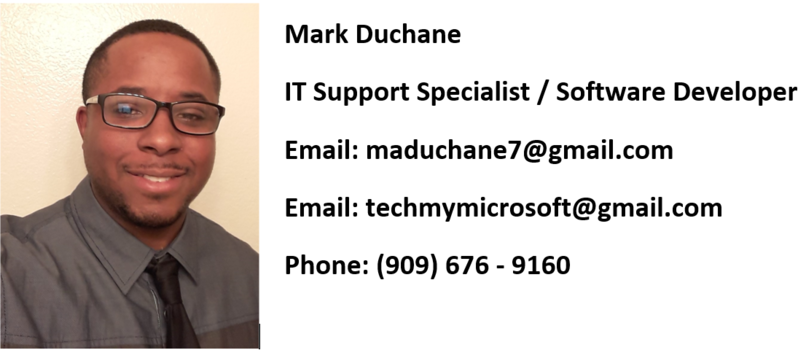 Mark Duchane
IT Support Specialist / Software Developer
Email: maduchane7@gmail.com
Email: techmymicrosoft@gmail.com
Phone: (909) 676 - 9160